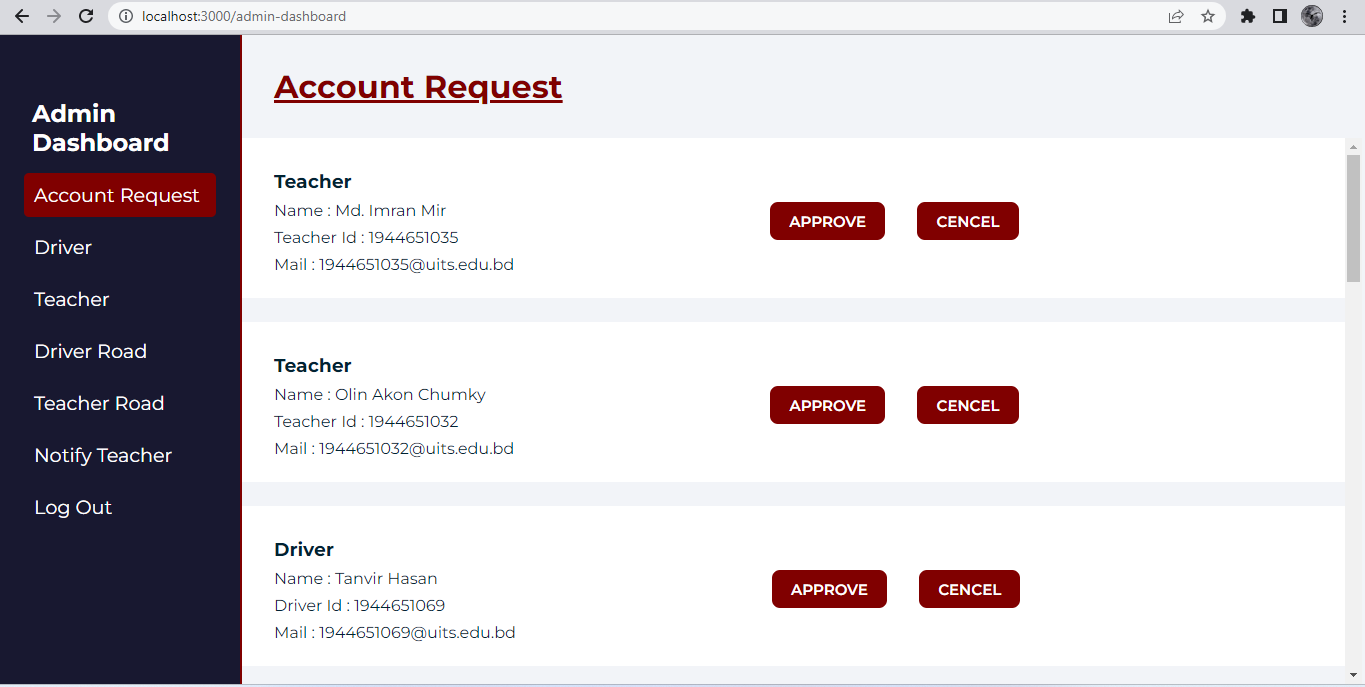 localhost:3000/admin-dashboard
Admin
Dashboard
Account Request
Driver
Teacher
Driver Road
Teacher Road
Notify Teacher
Log Out
Account Request
Teacher
Name : Md. Imran Mir
Teacher Id : 1944651035
Mail : 1944651035@uits.edu.bd
APPROVE CENCEL
Teacher
Name : Olin Akon Chumky
Teacher Id : 1944651032
Mail : 1944651032@uits.edu.bd
APPROVE CENCEL
Driver
Name : Tanvir Hasan
Driver Id : 1944651069
Mail : 1944651069@uits.edu.bd
APPROVE CENCEL